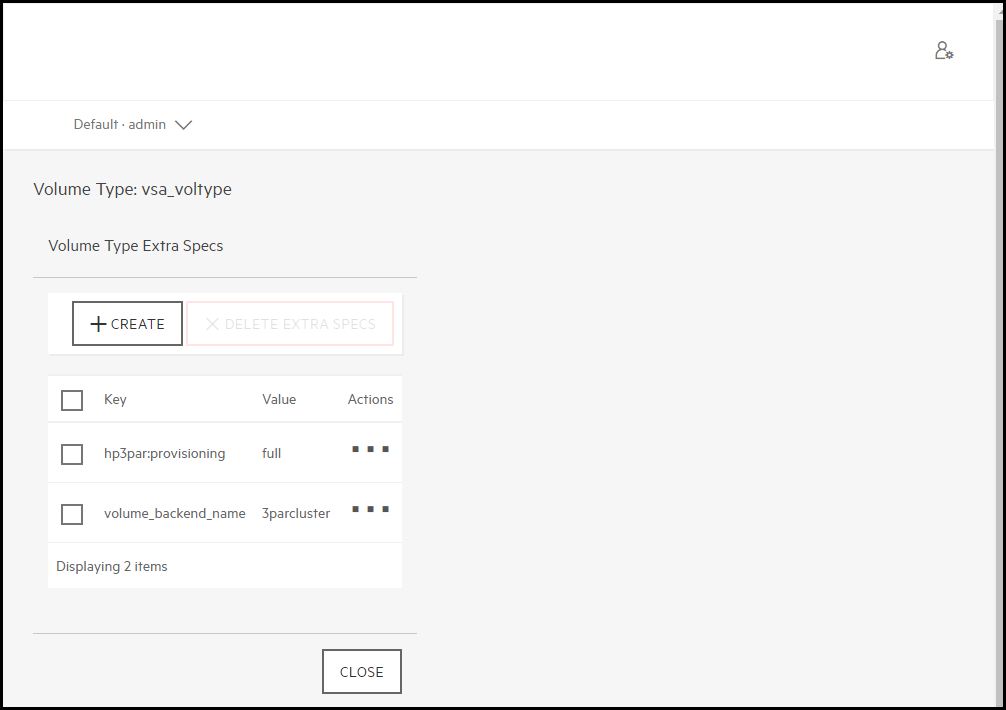 Default · admin
Volume Type: vsa_voltype
Volume Type Extra Specs
CREATE DELETE EXTRA SPECS
Key Value Actions
hp3par:provisioning full
volume_backend_name 3parcluster
Displaying 2 items
CLOSE